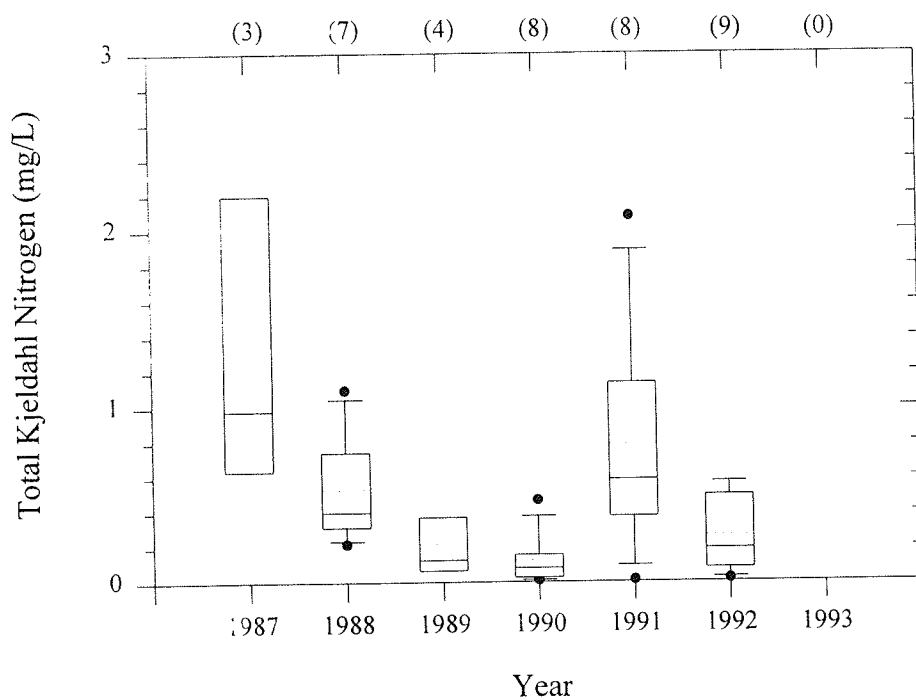 (3) (7) (4) (8) (8) (9) (0)
3
2
1
0
Total Kjeldahl Nitrogen (mg/L)
1987 1988 1989 1990 1991 1992 1993
Year